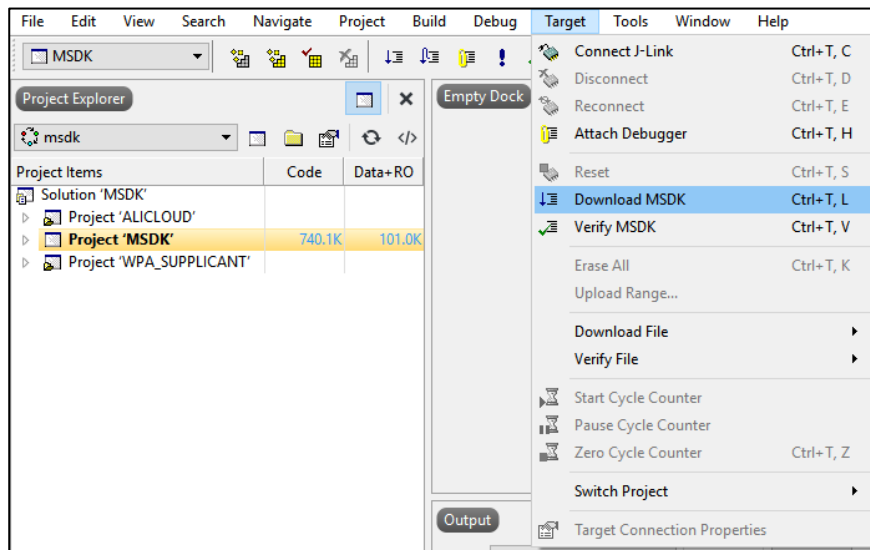 File Edit View Search Navigate Project Build Debug Target Tools Window Help
MSDK
Project Explorer
msdk
Project Items Code Data+RO
Solution 'MSDK'
Project 'ALICLOUD'
Project 'MSDK' 740.1K 101.0K
Project 'WPA_SUPPLICANT'
Empty Dock
Output
Connect J-Link Ctrl+T, C
Disconnect Ctrl+T, D
Reconnect Ctrl+T, E
Attach Debugger Ctrl+T, H
Reset Ctrl+T, S
Download MSDK Ctrl+T, L
Verify MSDK Ctrl+T, V
Erase All Ctrl+T, K
Upload Range...
Download File
Verify File
Start Cycle Counter
Pause Cycle Counter
Zero Cycle Counter Ctrl+T, Z
Switch Project
Target Connection Properties